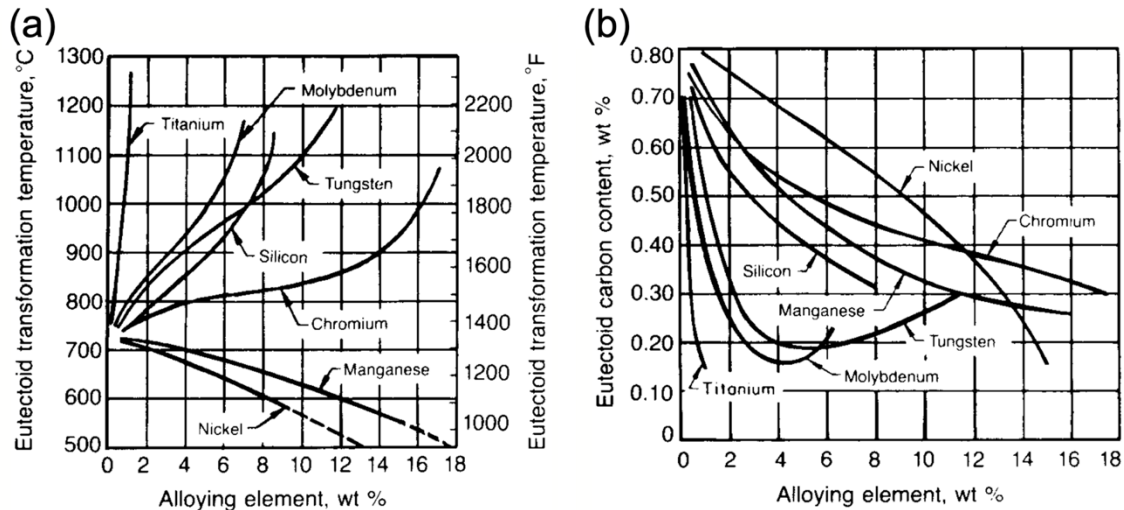 (a)
Eutectoid transformation temperature, °C
1300
1200
1100
1000
900
800
700
600
500
Titanium
Molybdenum
Tungsten
Silicon
Chromium
Manganese
Nickel
2200
2000
1800
1600
1400
1200
1000
Eutectoid transformation temperature, °F
0 2 4 6 8 10 12 14 16 18
Alloying element, wt %
(b)
Eutectoid carbon content, wt %
0.80
0.70
0.60
0.50
0.40
0.30
0.20
0.10
0
Nickel
Chromium
Silicon
Manganese
Tungsten
Molybdenum
Titanium
0 2 4 6 8 10 12 14 16 18
Alloying element, wt %